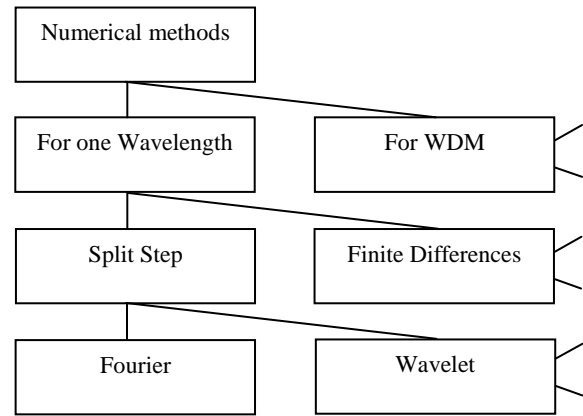 Numerical methods
For one Wavelength
For WDM
Split Step
Finite Differences
Fourier
Wavelet